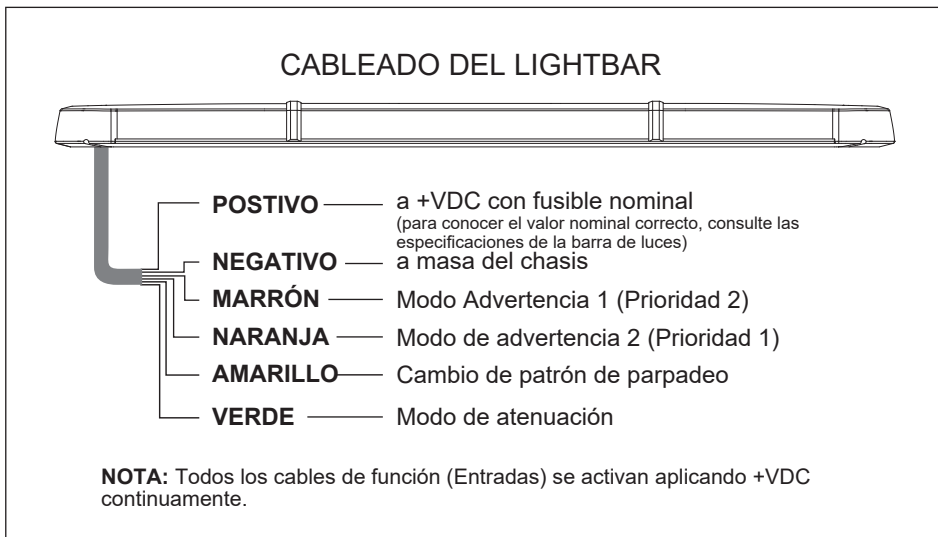 CABLEADO DEL LIGHTBAR
POSTIVO a +VDC con fusible nominal
(para conocer el valor nominal correcto, consulte las
especificaciones de la barra de luces)
NEGATIVO a masa del chasis
MARRÓN Modo Advertencia 1 (Prioridad 2)
NARANJA Modo de advertencia 2 (Prioridad 1)
AMARILLO Cambio de patrón de parpadeo
VERDE Modo de atenuación
NOTA: Todos los cables de función (Entradas) se activan aplicando +VDC
continuamente.